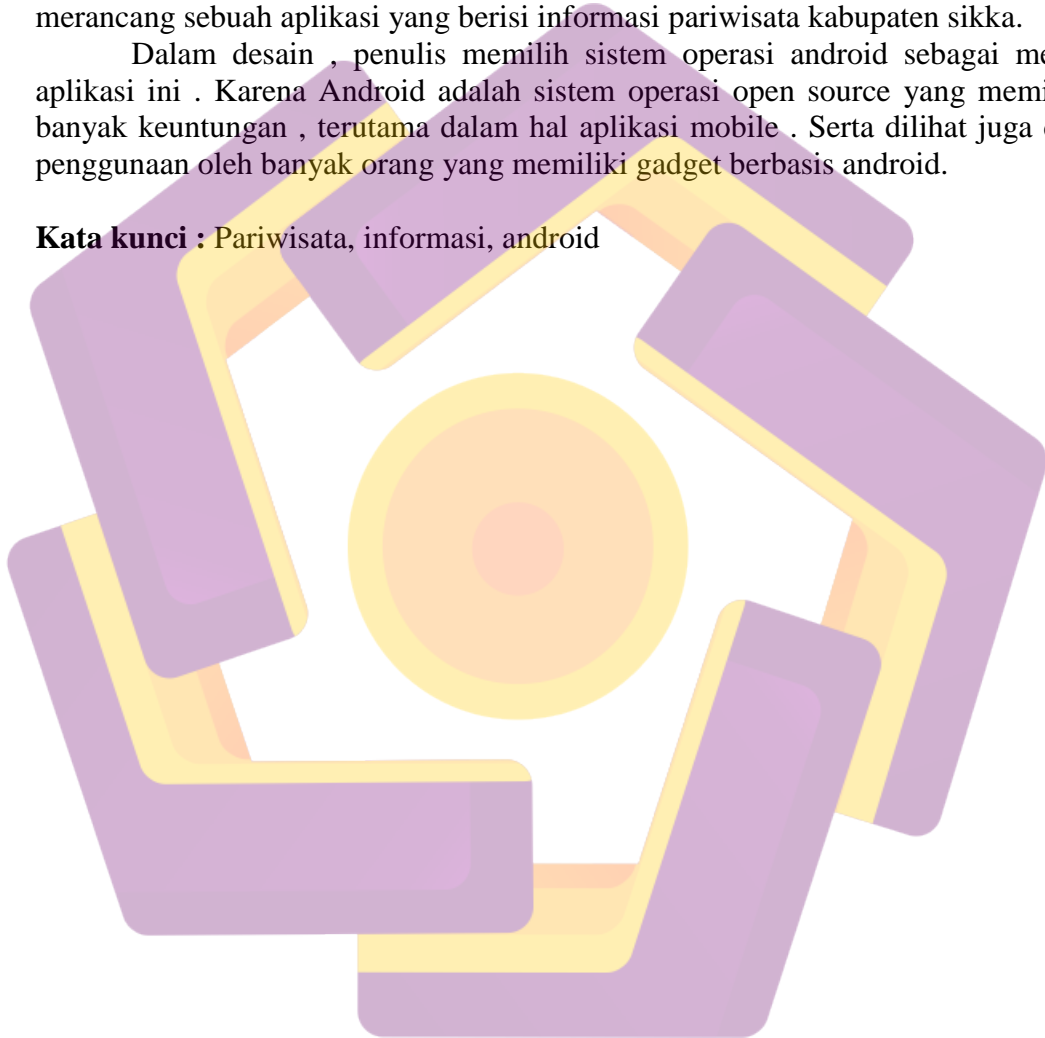 merancang sebuah aplikasi yang berisi informasi pariwisata kabupaten sikka.
Dalam desain , penulis memilih sistem operasi android sebagai
aplikasi ini . Karena Android adalah sistem operasi open source yang
banyak keuntungan , terutama dalam hal aplikasi mobile . Serta dilihat juga
penggunaan oleh banyak orang yang memiliki gadget berbasis android.
Kata kunci : Pariwisata, informasi, android